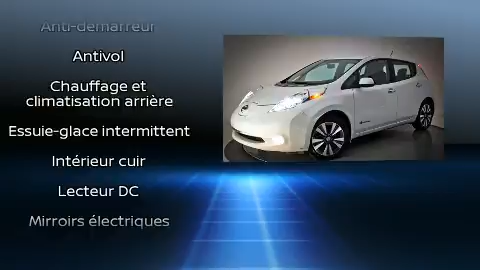 Anti-démarreur
Antivol
Chauffage et
climatisation arrière
Essuie-glace intermittent
Intérieur cuir
Lecteur DC
Mirroirs électriques